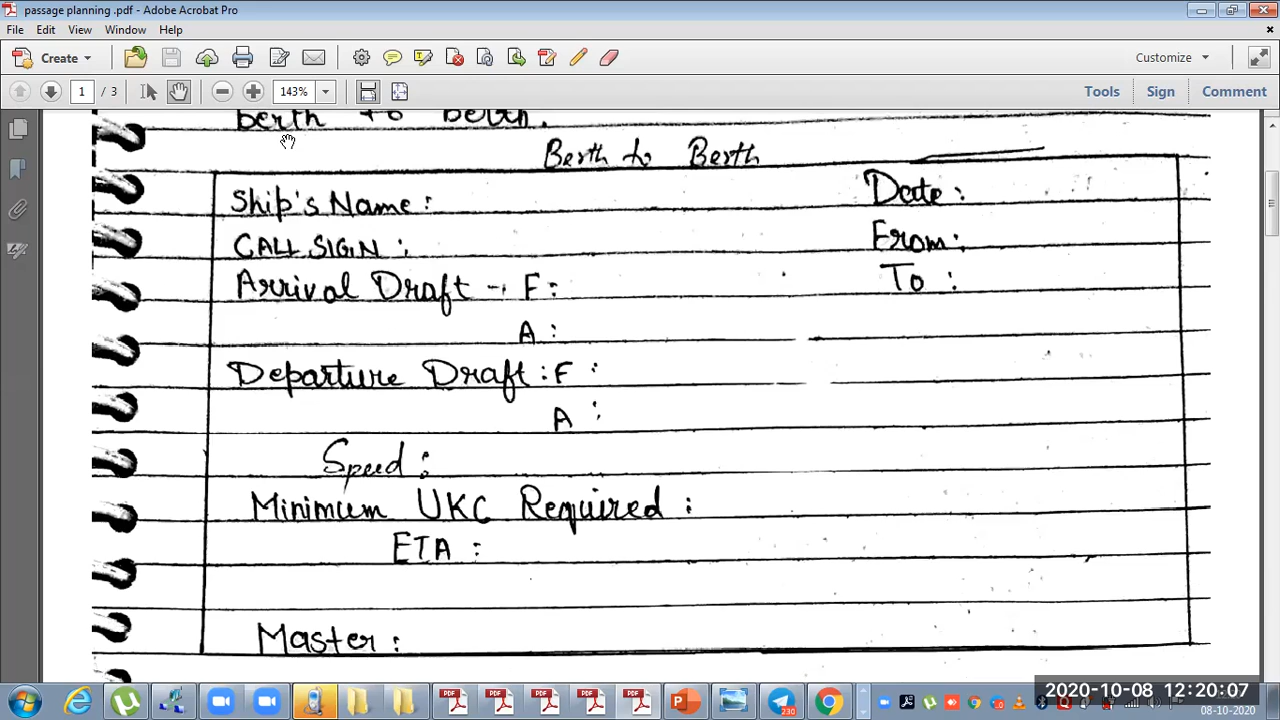 passage planning .pdf - Adobe Acrobat Pro
File Edit View Window Help
Create Customize
1 / 3 143% Tools Sign Comment
berth to berth.
Berth to Berth
Ship's Name : Date :
CALL SIGN : From :
Arrival Draft - F : To :
A :
Departure Draft : F :
A :
Speed :
Minimum UKC Required :
ETA :
Master :
2020-10-08 12:20:07
230
08-10-2020